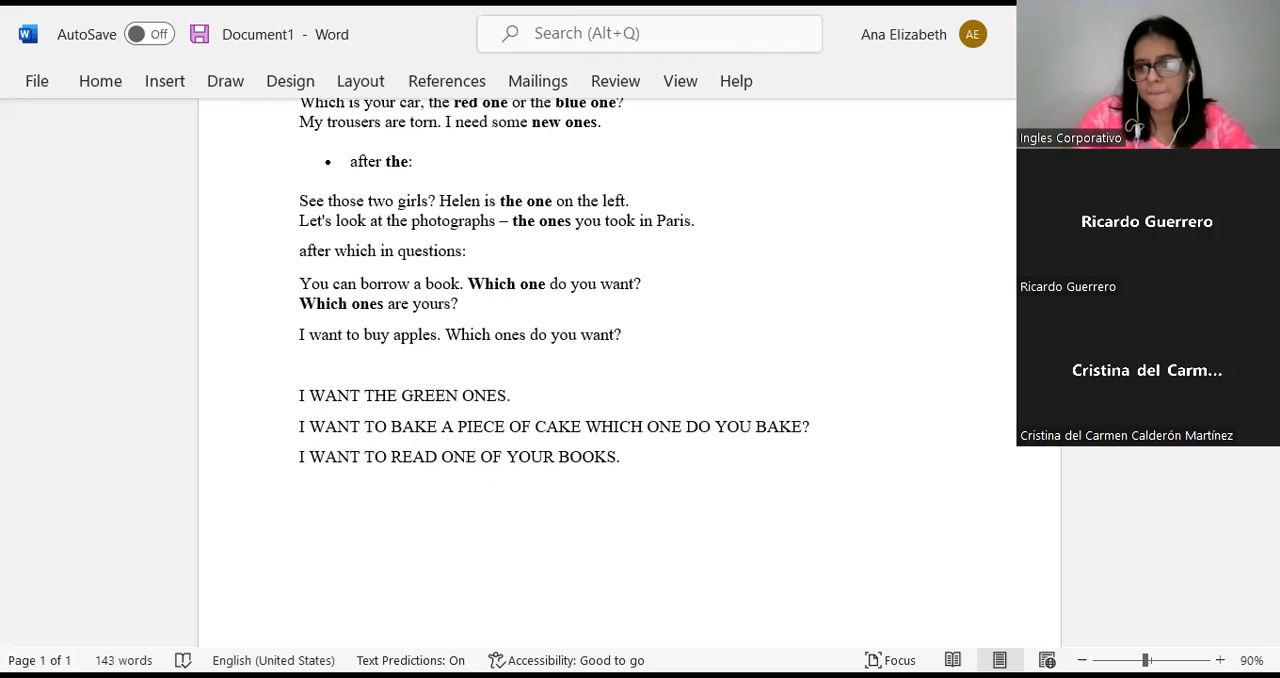 AutoSave Off Document1 - Word Search (Alt+Q) Ana Elizabeth AE
File Home Insert Draw Design Layout References Mailings Review View Help
Which is your car, the red one or the blue one?
My trousers are torn. I need some new ones.
• after the:
See those two girls? Helen is the one on the left.
Let's look at the photographs – the ones you took in Paris.
after which in questions:
You can borrow a book. Which one do you want?
Which ones are yours?
I want to buy apples. Which ones do you want?
I WANT THE GREEN ONES.
I WANT TO BAKE A PIECE OF CAKE WHICH ONE DO YOU BAKE?
I WANT TO READ ONE OF YOUR BOOKS.
Ingles Corporativo
Ricardo Guerrero
Ricardo Guerrero
Cristina del Carm...
Cristina del Carmen Calderón Martínez
Page 1 of 1 143 words English (United States) Text Predictions: On Accessibility: Good to go Focus 90%